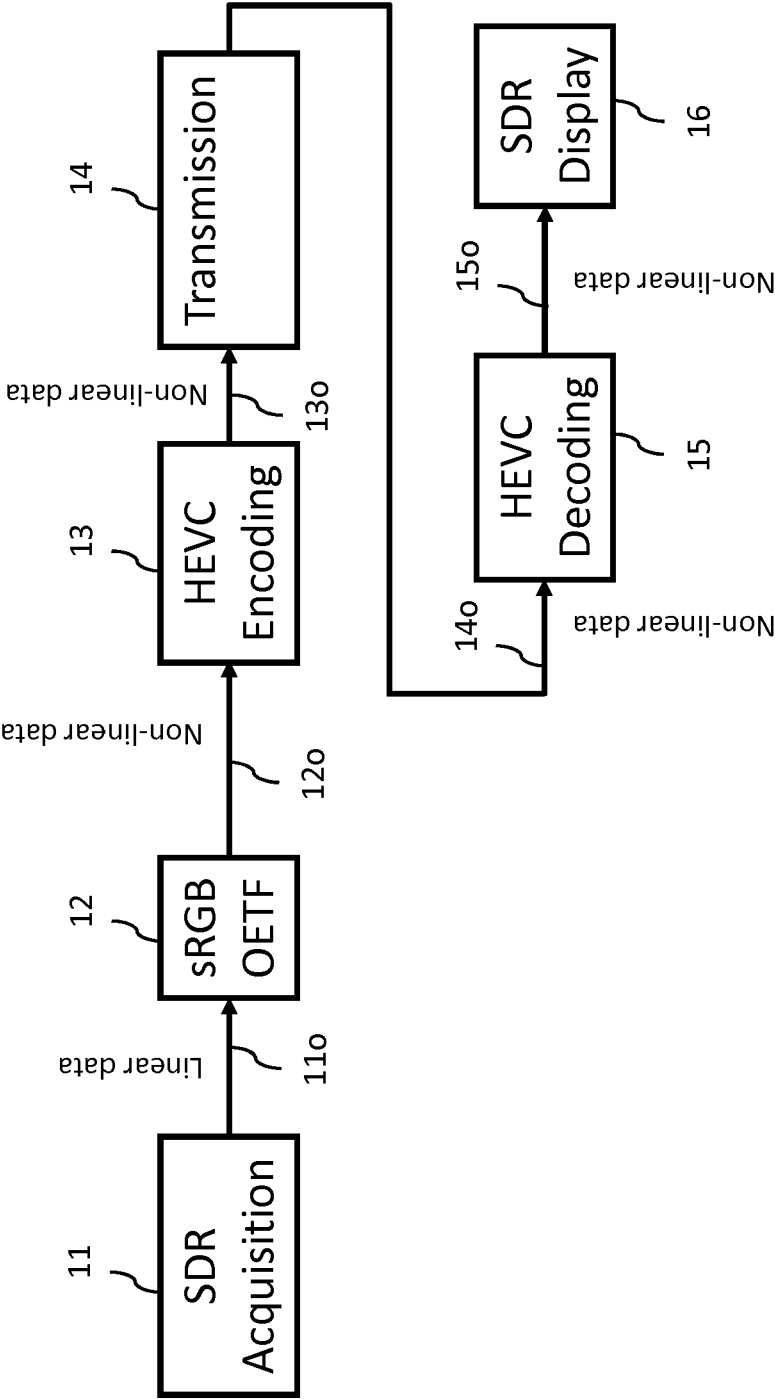 11
SDR
Acquisition
Linear data
11o
12
sRGB
OETF
Non-linear data
12o
13
HEVC
Encoding
Non-linear data
13o
14
Transmission
14o
Non-linear data
HEVC
Decoding
15
15o
Non-linear data
SDR
Display
16